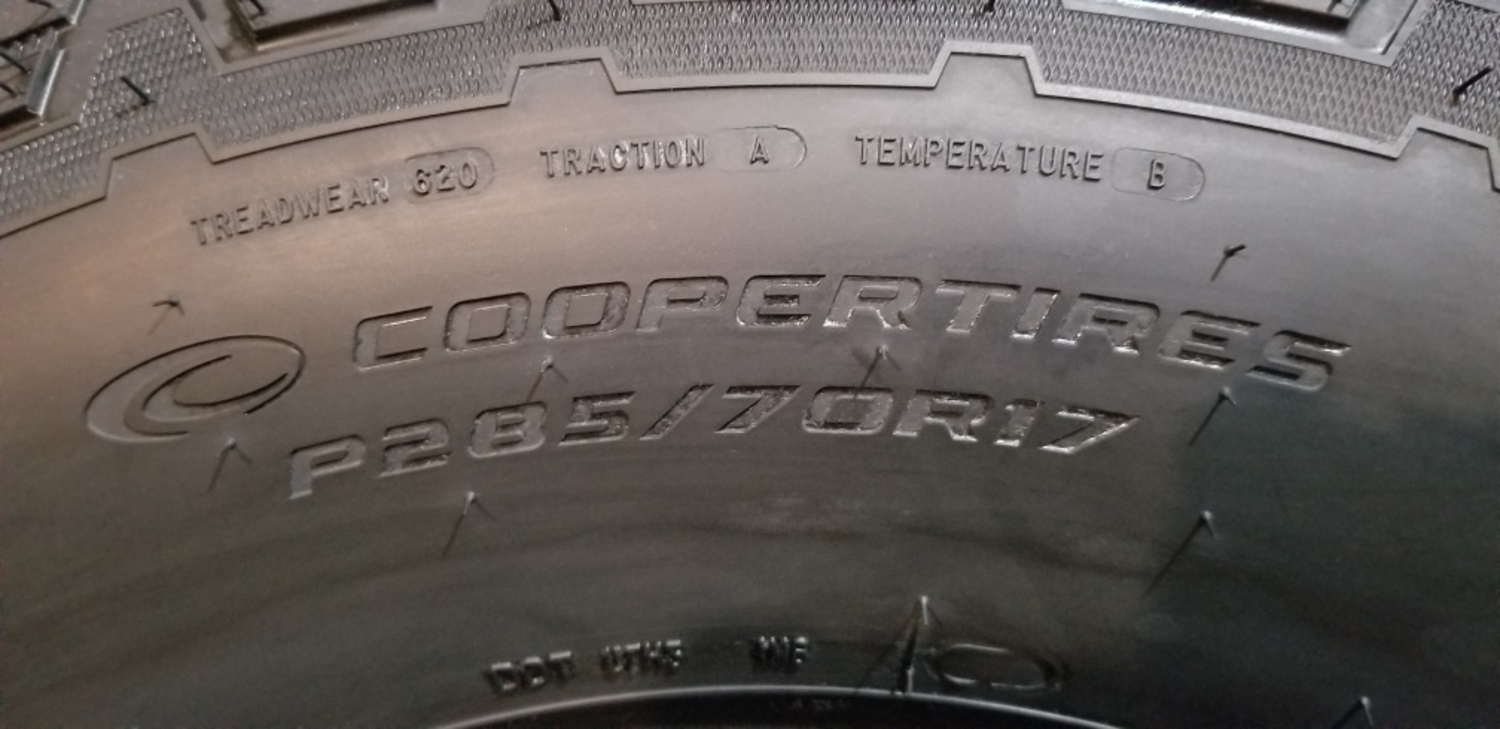 TREADWEAR 620 TRACTION A TEMPERATURE B
COOPERTIRES
P285/70R17
DOT